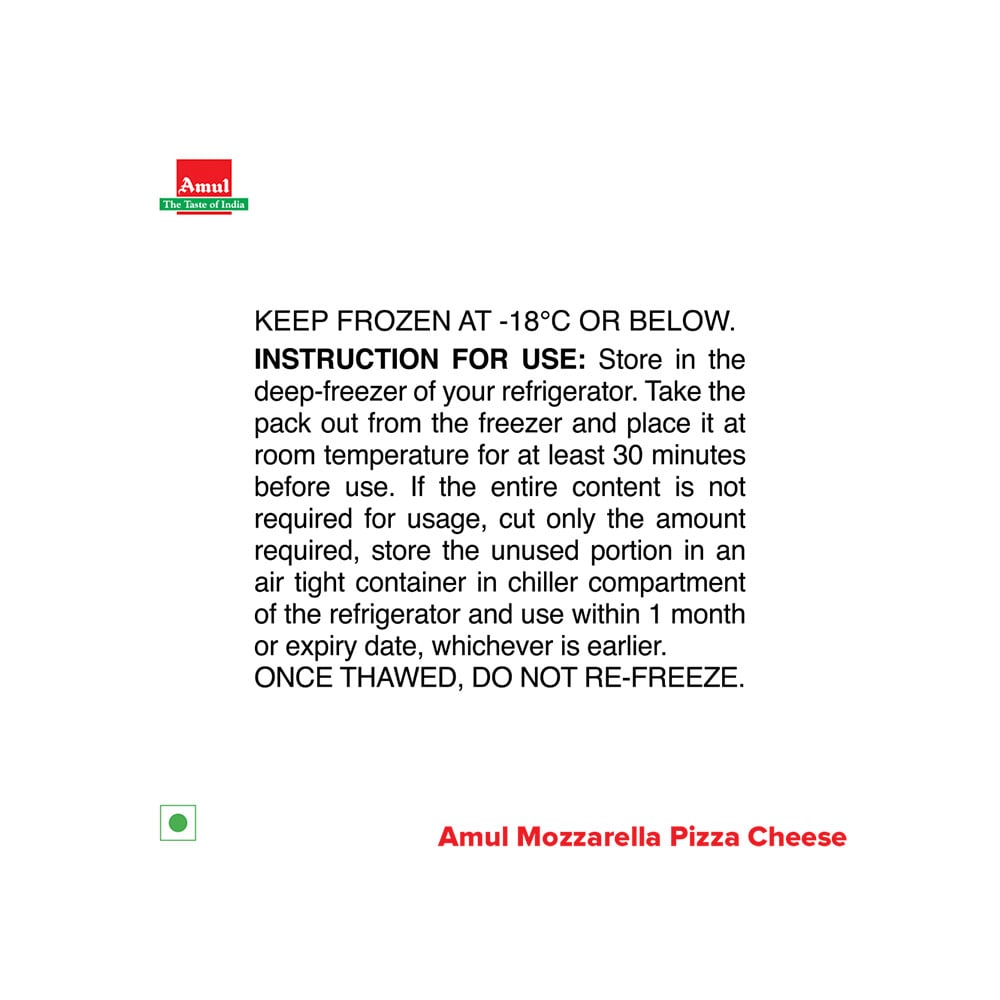 Amul
The Taste of India
KEEP FROZEN AT -18°C OR BELOW.
INSTRUCTION FOR USE: Store in the
deep-freezer of your refrigerator. Take the
pack out from the freezer and place it at
room temperature for at least 30 minutes
before use. If the entire content is not
required for usage, cut only the amount
required, store the unused portion in an
air tight container in chiller compartment
of the refrigerator and use within 1 month
or expiry date, whichever is earlier.
ONCE THAWED, DO NOT RE-FREEZE.
Amul Mozzarella Pizza Cheese